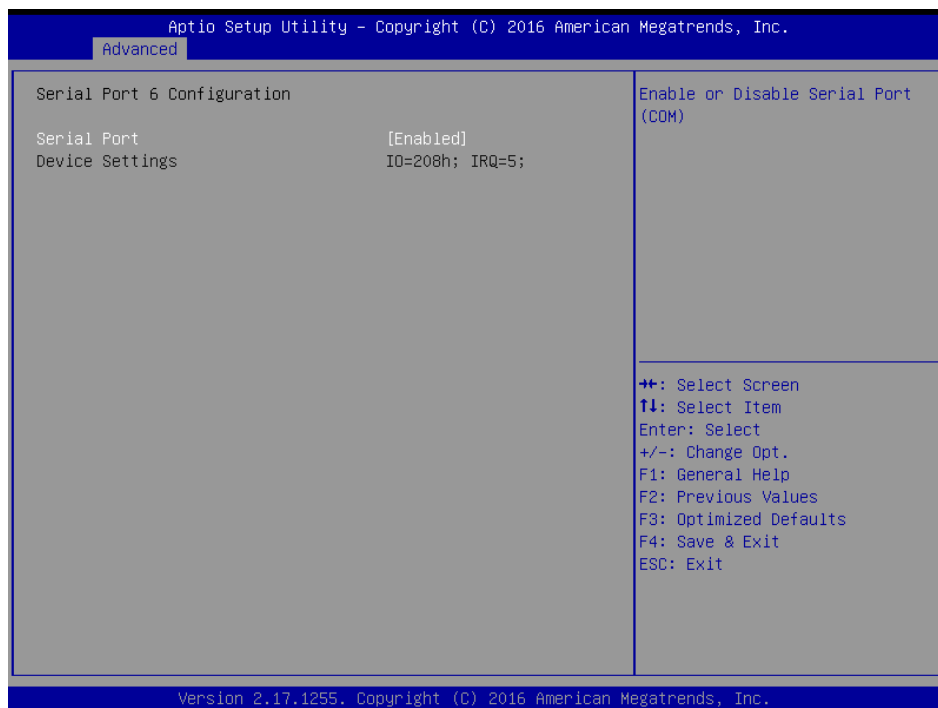 Aptio Setup Utility – Copyright (C) 2016 American Megatrends, Inc.
Advanced
Serial Port 6 Configuration
Serial Port [Enabled]
Device Settings IO=208h; IRQ=5;
Enable or Disable Serial Port
(COM)
→←: Select Screen
↑↓: Select Item
Enter: Select
+/-: Change Opt.
F1: General Help
F2: Previous Values
F3: Optimized Defaults
F4: Save & Exit
ESC: Exit
Version 2.17.1255. Copyright (C) 2016 American Megatrends, Inc.